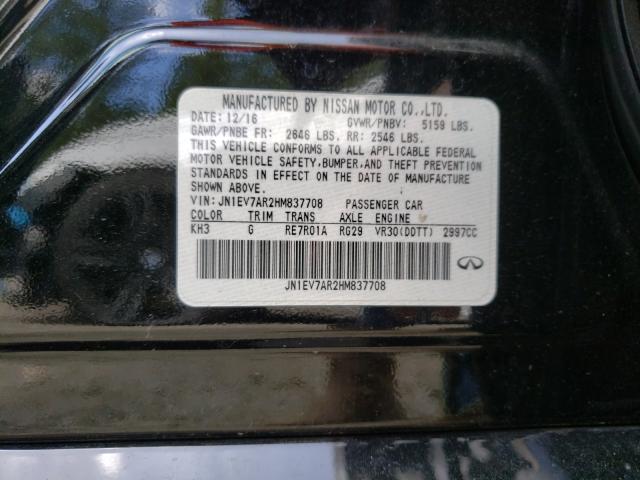 MANUFACTURED BY NISSAN MOTOR CO.,LTD.
DATE: 12/16 GVWR/PNBV: 5159 LBS.
GAWR/PNBE FR: 2646 LBS. RR: 2546 LBS.
THIS VEHICLE CONFORMS TO ALL APPLICABLE FEDERAL
MOTOR VEHICLE SAFETY,BUMPER,AND THEFT PREVENTION
STANDARDS IN EFFECT ON THE DATE OF MANUFACTURE
SHOWN ABOVE.
VIN: JN1EV7AR2HM837708 PASSENGER CAR
COLOR TRIM TRANS AXLE ENGINE
KH3 G RE7R01A RG29 VR30(DDTT) 2997CC
JN1EV7AR2HM837708